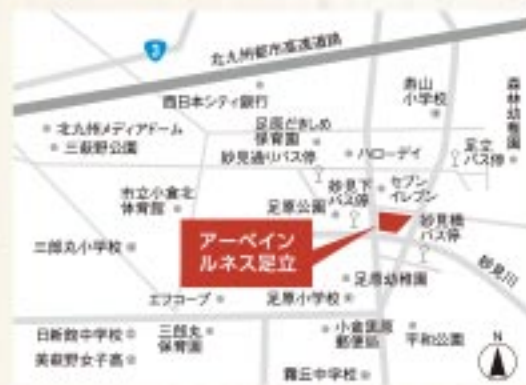 3
北九州都市高速道路
西日本シティ銀行
寿山
小学校
森林幼稚園
北九州メディアドーム
三萩野公園
足原だきしめ
保育園
妙見通りバス停
ハローデイ
足立
バス停
市立小倉北
体育館
足原公園
妙見下
バス停
セブン
イレブン
アーベイン
ルネス足立
妙見橋
バス停
三郎丸小学校
妙見川
足原幼稚園
エフコープ
足原小学校
日新館中学校
美萩野女子高
三郎丸
保育園
小倉黒原
郵便局
平和公園
霧丘中学校
N